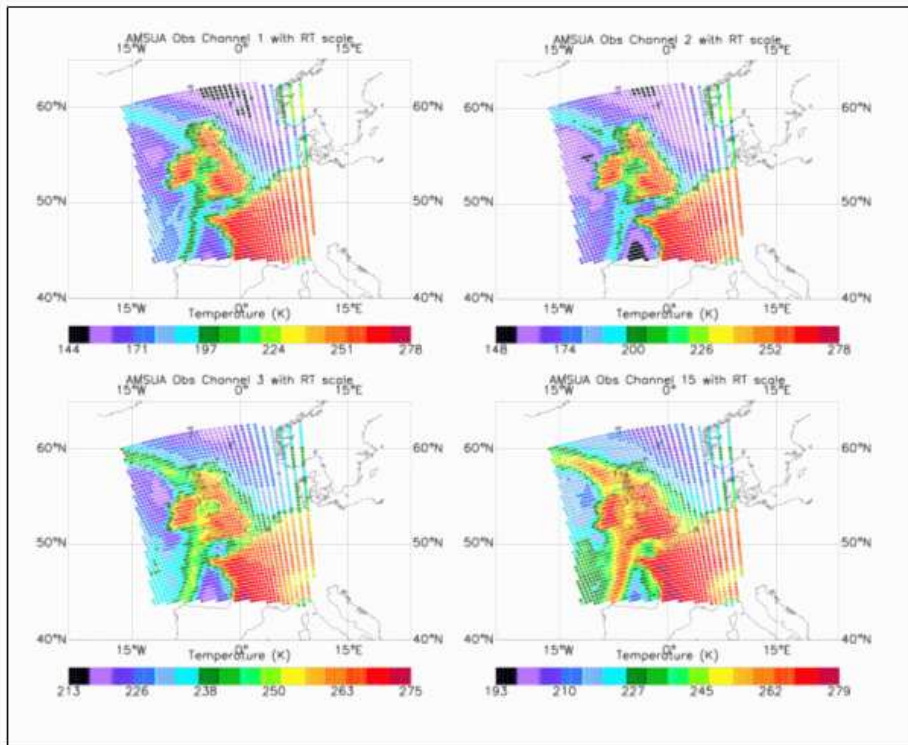 AMSUA Obs Channel 1 with RT scale
15°W 0° 15°E
60°N 60°N
50°N 50°N
40°N 40°N
15°W 0° 15°E
Temperature (K)
144 171 197 224 251 278
AMSUA Obs Channel 2 with RT scale
15°W 0° 15°E
60°N 60°N
50°N 50°N
40°N 40°N
15°W 0° 15°E
Temperature (K)
148 174 200 226 252 278
AMSUA Obs Channel 3 with RT scale
15°W 0° 15°E
60°N 60°N
50°N 50°N
40°N 40°N
15°W 0° 15°E
Temperature (K)
213 226 238 250 263 275
AMSUA Obs Channel 15 with RT scale
15°W 0° 15°E
60°N 60°N
50°N 50°N
40°N 40°N
15°W 0° 15°E
Temperature (K)
193 210 227 245 262 279